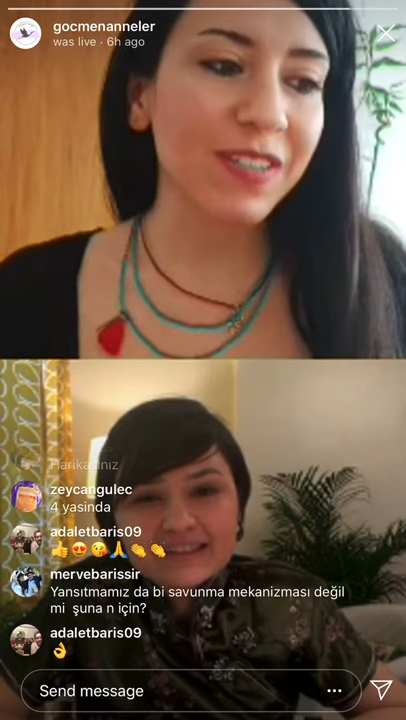 gocmenanneler
was live · 6h ago
Harikasınız
zeycangulec
4 yasinda
adaletbaris09
👍😍😘🙏👏👏
mervebarissir
Yansıtmamız da bi savunma mekanizması değil
mi şuna n için?
adaletbaris09
👌
Send message